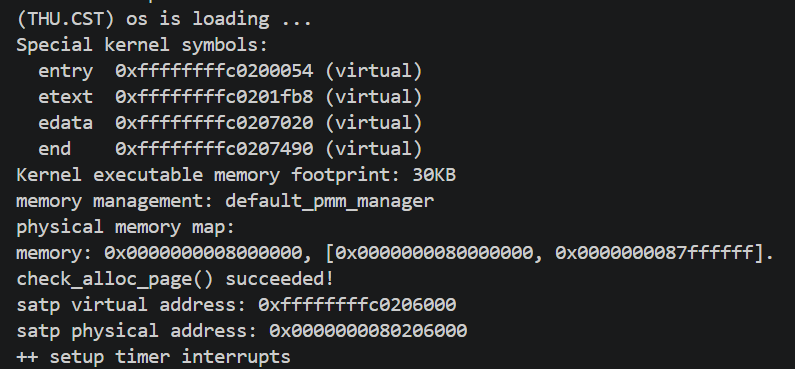 (THU.CST) os is loading ...
Special kernel symbols:
  entry  0xffffffffc0200054 (virtual)
  etext  0xffffffffc0201fb8 (virtual)
  edata  0xffffffffc0207020 (virtual)
  end    0xffffffffc0207490 (virtual)
Kernel executable memory footprint: 30KB
memory management: default_pmm_manager
physical memory map:
memory: 0x0000000008000000, [0x0000000080000000, 0x0000000087ffffff].
check_alloc_page() succeeded!
satp virtual address: 0xffffffffc0206000
satp physical address: 0x0000000080206000
++ setup timer interrupts